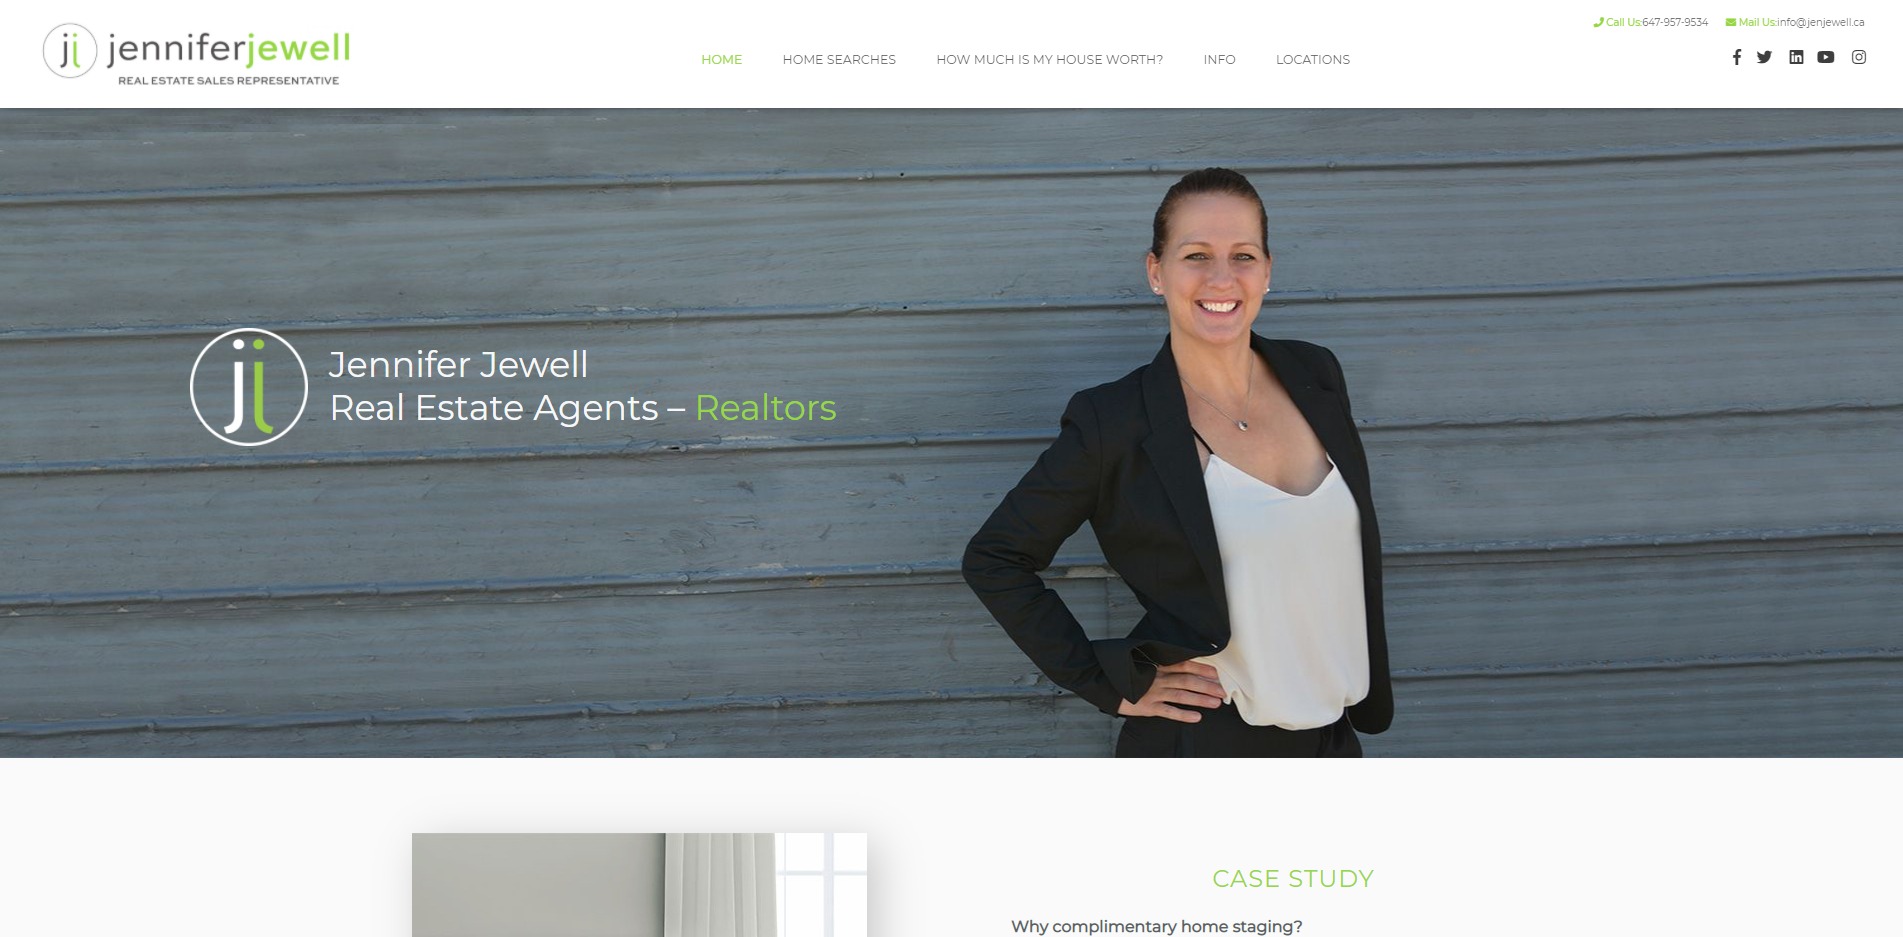 jj jenniferjewell
REAL ESTATE SALES REPRESENTATIVE
HOME
HOME SEARCHES
HOW MUCH IS MY HOUSE WORTH?
INFO
LOCATIONS
Call Us:647-957-9534
Mail Us:info@jenjewell.ca
jj
Jennifer Jewell
Real Estate Agents – Realtors
CASE STUDY
Why complimentary home staging?